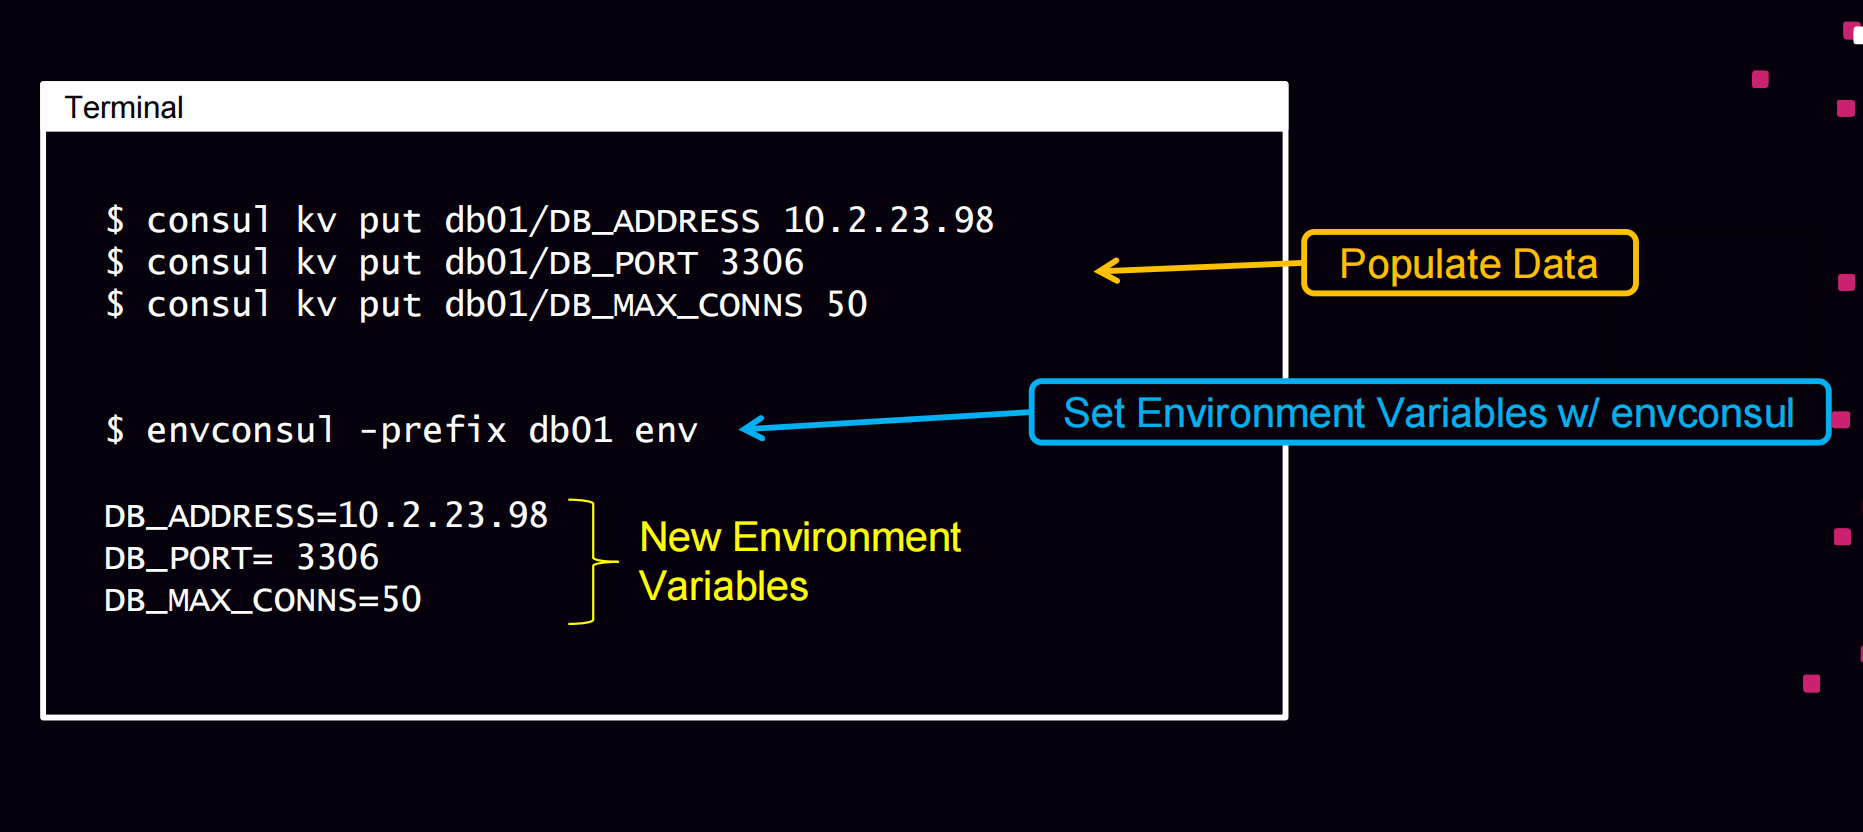 Terminal
$ consul kv put db01/DB_ADDRESS 10.2.23.98
$ consul kv put db01/DB_PORT 3306
$ consul kv put db01/DB_MAX_CONNS 50
Populate Data
$ envconsul -prefix db01 env
Set Environment Variables w/ envconsul
DB_ADDRESS=10.2.23.98
DB_PORT= 3306
DB_MAX_CONNS=50
New Environment
Variables